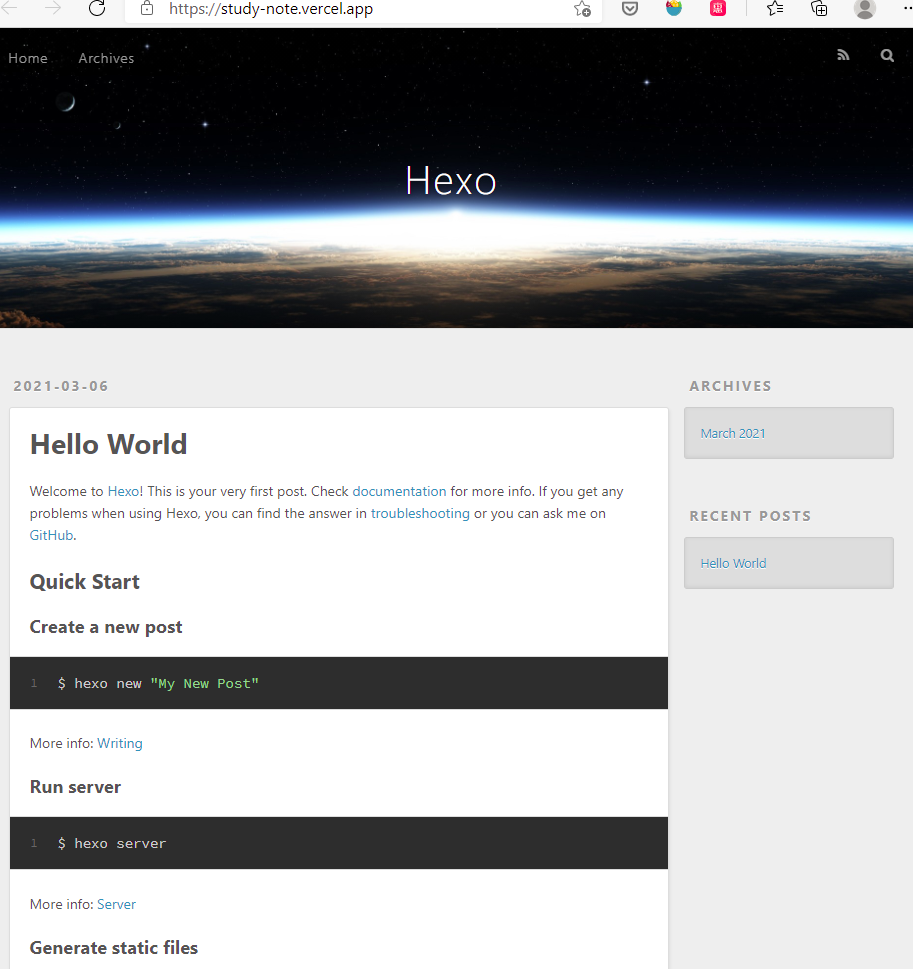 https://study-note.vercel.app
Home
Archives
Hexo
2021-03-06
Hello World
Welcome to Hexo! This is your very first post. Check documentation for more info. If you get any
problems when using Hexo, you can find the answer in troubleshooting or you can ask me on
GitHub.
Quick Start
Create a new post
1 $ hexo new "My New Post"
More info: Writing
Run server
1 $ hexo server
More info: Server
Generate static files
ARCHIVES
March 2021
RECENT POSTS
Hello World